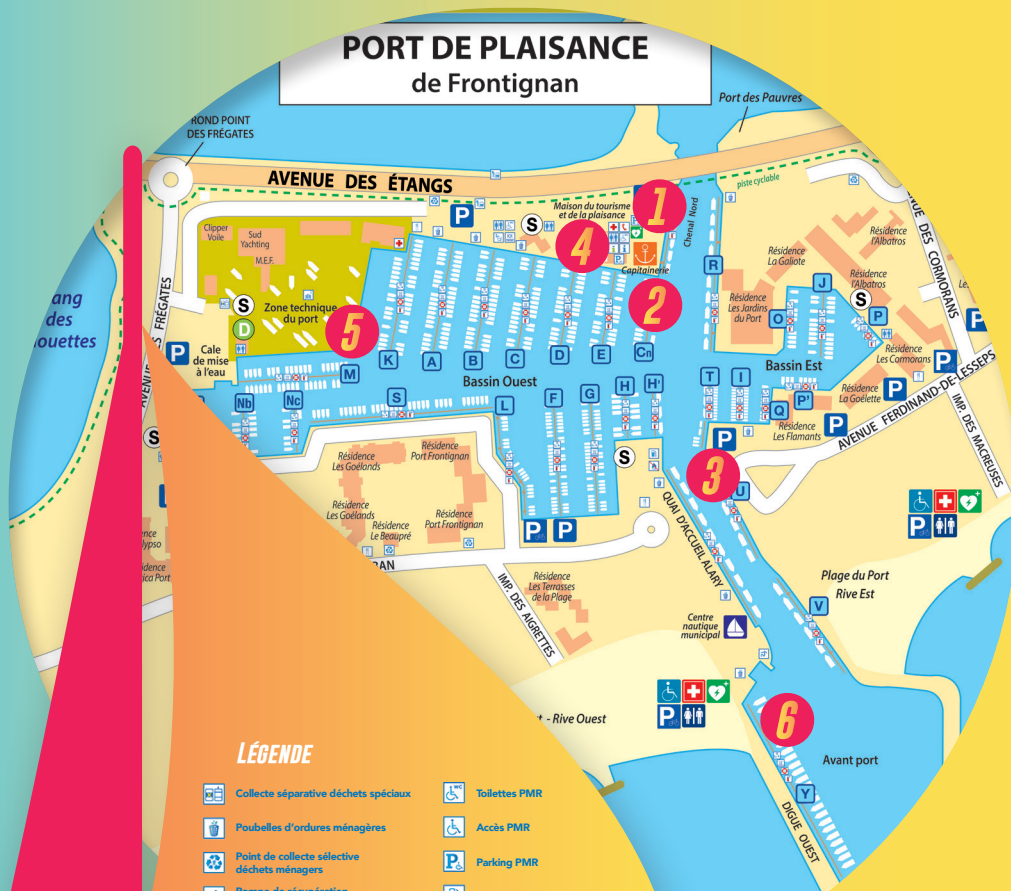 PORT DE PLAISANCE
de Frontignan
Port des Pauvres
ROND POINT
DES FRÉGATES
AVENUE DES ÉTANGS
piste cyclable
Maison du tourisme
et de la plaisance
1
4
Capitainerie
2
Chenal Nord
S
P
Clipper
Voile
Sud
Yachting
M.E.F.
S
D
Zone technique
du port
5
Cale
de mise
à l'eau
AVENUE
FRÉGATES
P
des
K
A
B
C
D
E
Cn
M
Bassin Ouest
Nb
Nc
S
L
F
G
H
H'
R
Résidence
La Galiote
Résidence
Les Jardins
du Port
Résidence
l'Albatros
Résidence
l'Albatros
DES CORMORANS
J
O
S
P
P
Résidence
Les Cormorans
Bassin Est
T
I
Q
P'
Résidence
La Goélette
P
Résidence
Les Flamants
P
AVENUE FERDINAND-DE-LESSEPS
IMP. DES MACREUSES
P
3
U
S
S
Résidence
Les Goélands
Résidence
Port Frontignan
Résidence
Les Goélands
Résidence
Le Beaupré
Résidence
Port Frontignan
P
P
QUAI D'ACCUEIL ALARY
IMP. DES AIGRETTES
Résidence
Les Terrasses
de la Plage
Centre
nautique
municipal
Plage du Port
Rive Est
V
P
P
- Rive Ouest
6
Avant port
Y
DIGUE OUEST
LÉGENDE
Collecte séparative déchets spéciaux
Toilettes PMR
Poubelles d'ordures ménagères
Accès PMR
Point de collecte sélective
déchets ménagers
Parking PMR